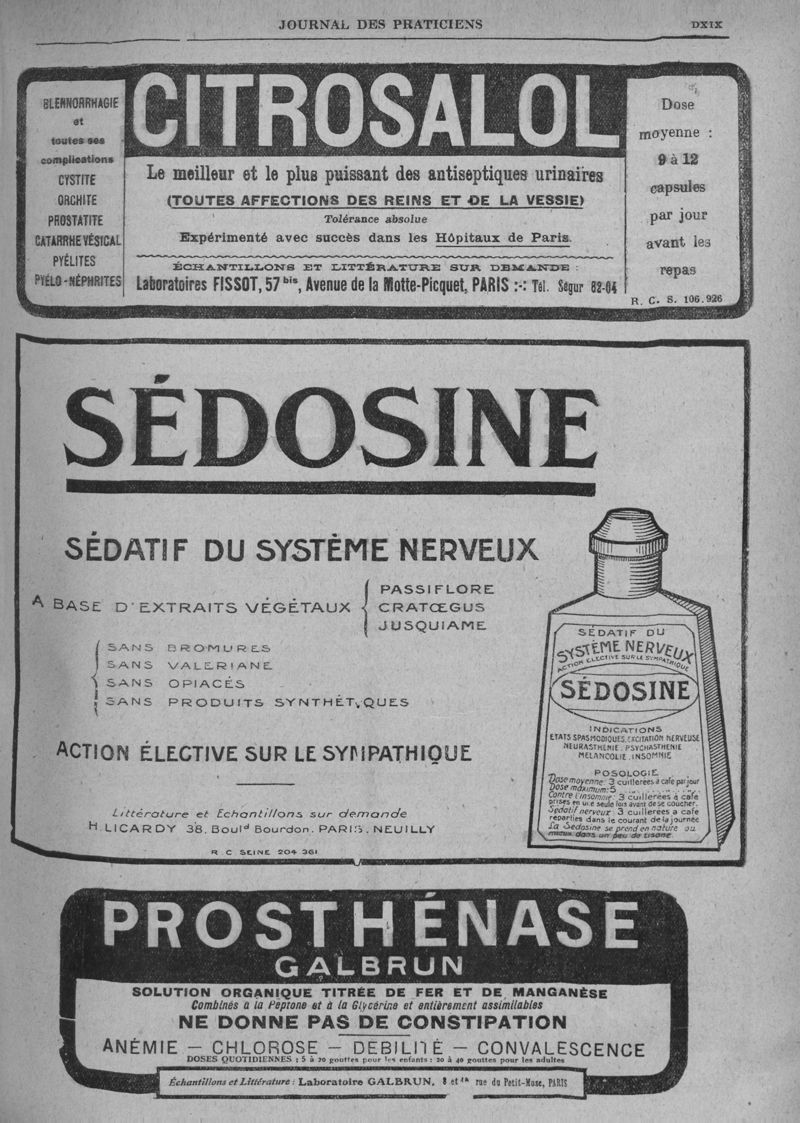 JOURNAL DES PRATICIENS
DXIX
BLENNORRHAGIE
et
toutes ses
complications
CYSTITE
ORCHITE
PROSTATITE
CATARRHE VÉSICAL
PYÉLITES
PYÉLO-NÉPHRITES
CITROSALOL
Le meilleur et le plus puissant des antiseptiques urinaires
(TOUTES AFFECTIONS DES REINS ET DE LA VESSIE)
Tolérance absolue
Expérimenté avec succès dans les Hôpitaux de Paris.
ÉCHANTILLONS ET LITTÉRATURE SUR DEMANDE :
Laboratoires FISSOT, 57 bis, Avenue de la Motte-Picquet, PARIS :-: Tél. Ségur 82-04
Dose
moyenne :
9 à 12
capsules
par jour
avant les
repas
R. C. S. 106.926
SÉDOSINE
SÉDATIF DU SYSTÈME NERVEUX
A BASE D'EXTRAITS VÉGÉTAUX
PASSIFLORE
CRATŒGUS
JUSQUIAME
SANS BROMURES
SANS VALERIANE
SANS OPIACÉS
SANS PRODUITS SYNTHÉTIQUES
ACTION ÉLECTIVE SUR LE SYMPATHIQUE
Littérature et Echantillons sur demande
H. LICARDY 38, Bould Bourdon. PARIS. NEUILLY
R C SEINE 204 361
SÉDATIF DU
SYSTÈME NERVEUX
ACTION ELECTIVE SUR LE SYMPATHIQUE
SÉDOSINE
INDICATIONS
ETATS SPASMODIQUES, EXCITATION NERVEUSE
NEURASTHENIE . PSYCHASTHENIE
MELANCOLIE . INSOMNIE
POSOLOGIE
Dose moyenne: 3 cuillerées à café par jour
Dose maximum: 5 .. .. .. ..
Contre l'insomnie: 3 cuillerées à café
prises en une seule fois avant de se coucher.
Sédatif nerveux: 3 cuillerées à café
reparties dans le courant de la journée
La Sédosine se prend en nature ou
mieux dans un peu de tisane.
PROSTHÉNASE
GALBRUN
SOLUTION ORGANIQUE TITRÉE DE FER ET DE MANGANÈSE
Combinés à la Peptone et à la Glycérine et entièrement assimilables
NE DONNE PAS DE CONSTIPATION
ANÉMIE — CHLOROSE — DEBILITÉ — CONVALESCENCE
DOSES QUOTIDIENNES : 5 à 20 gouttes pour les enfants : 20 à 40 gouttes pour les adultes
Échantillons et Littérature : Laboratoire GALBRUN, 8 et 10 rue du Petit-Musc, PARIS